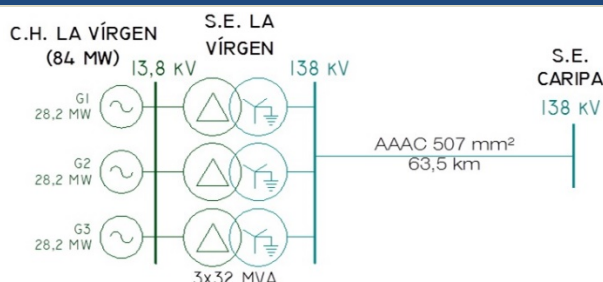 C.H. LA VÍRGEN
(84 MW)
S.E. LA
VÍRGEN
13,8 KV
138 KV
S.E.
CARIPA
138 KV
G1
28,2 MW
G2
28,2 MW
G3
28,2 MW
AAAC 507 mm²
63,5 km
3x32 MVA